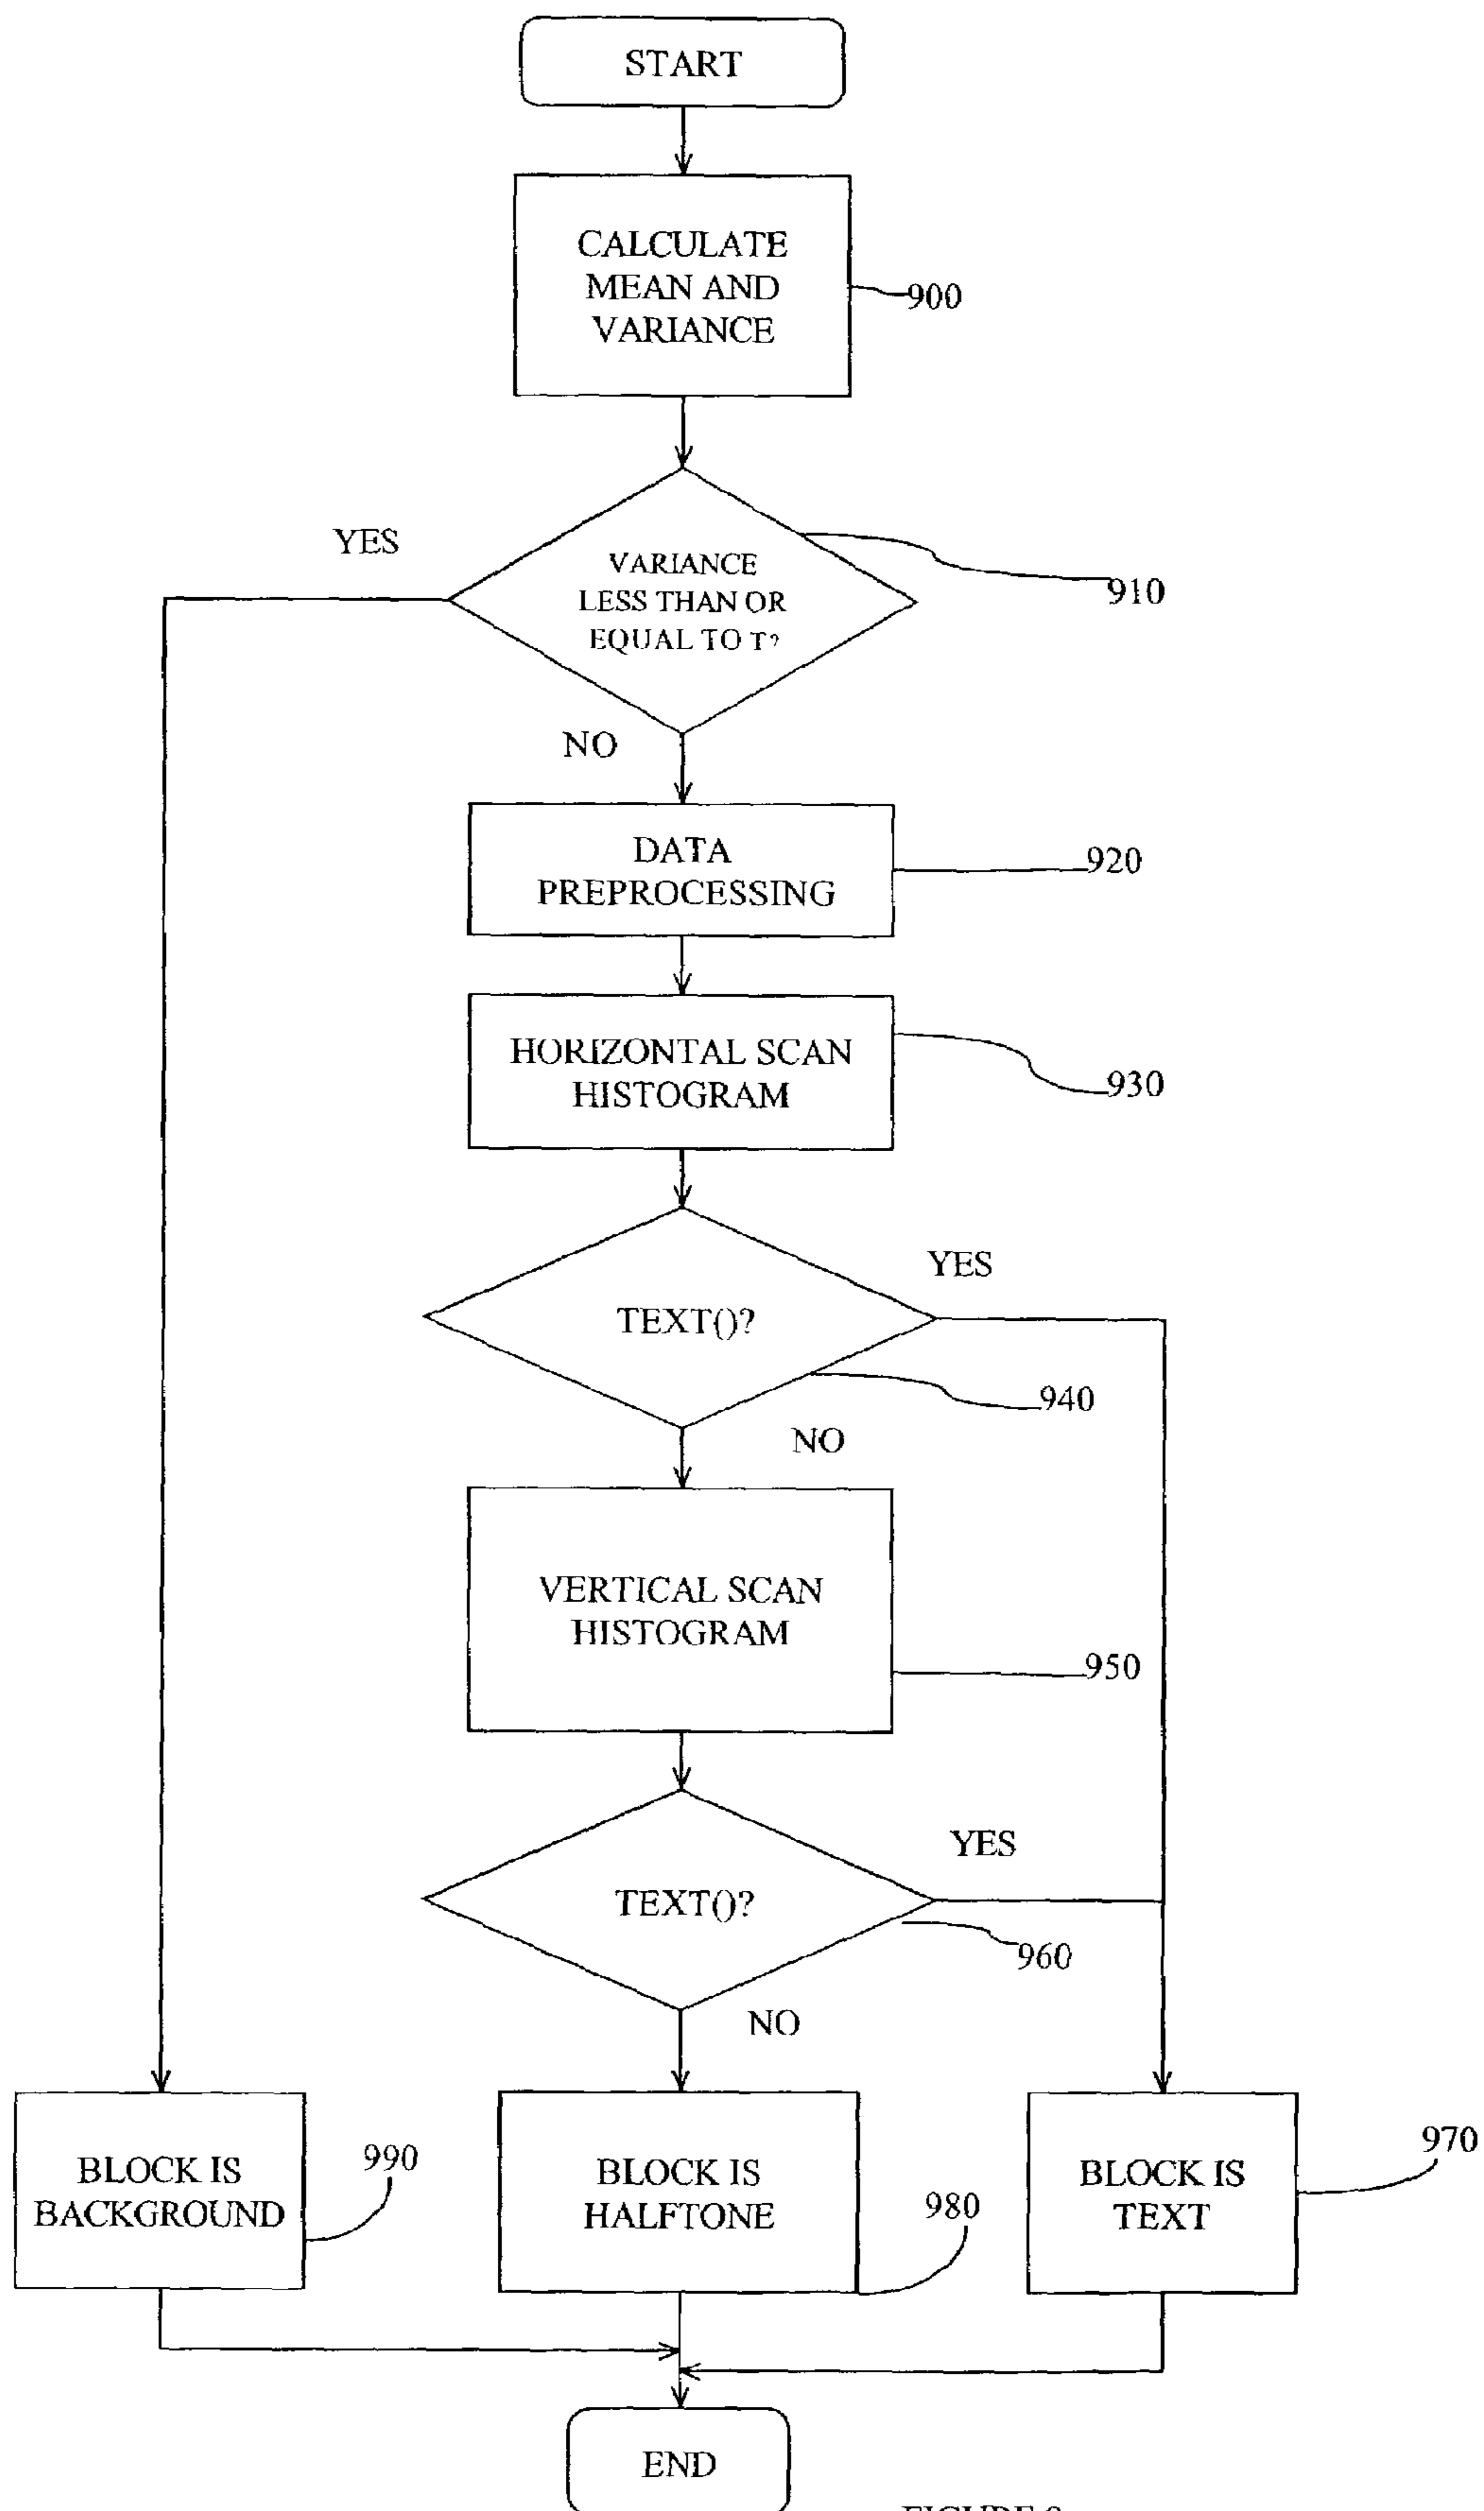 START
CALCULATE
MEAN AND
VARIANCE
900
YES
VARIANCE
LESS THAN OR
EQUAL TO T?
910
NO
DATA
PREPROCESSING
920
HORIZONTAL SCAN
HISTOGRAM
930
YES
TEXT()?
940
NO
VERTICAL SCAN
HISTOGRAM
950
YES
TEXT()?
960
NO
BLOCK IS
BACKGROUND
990
BLOCK IS
HALFTONE
980
BLOCK IS
TEXT
970
END
FIGURE